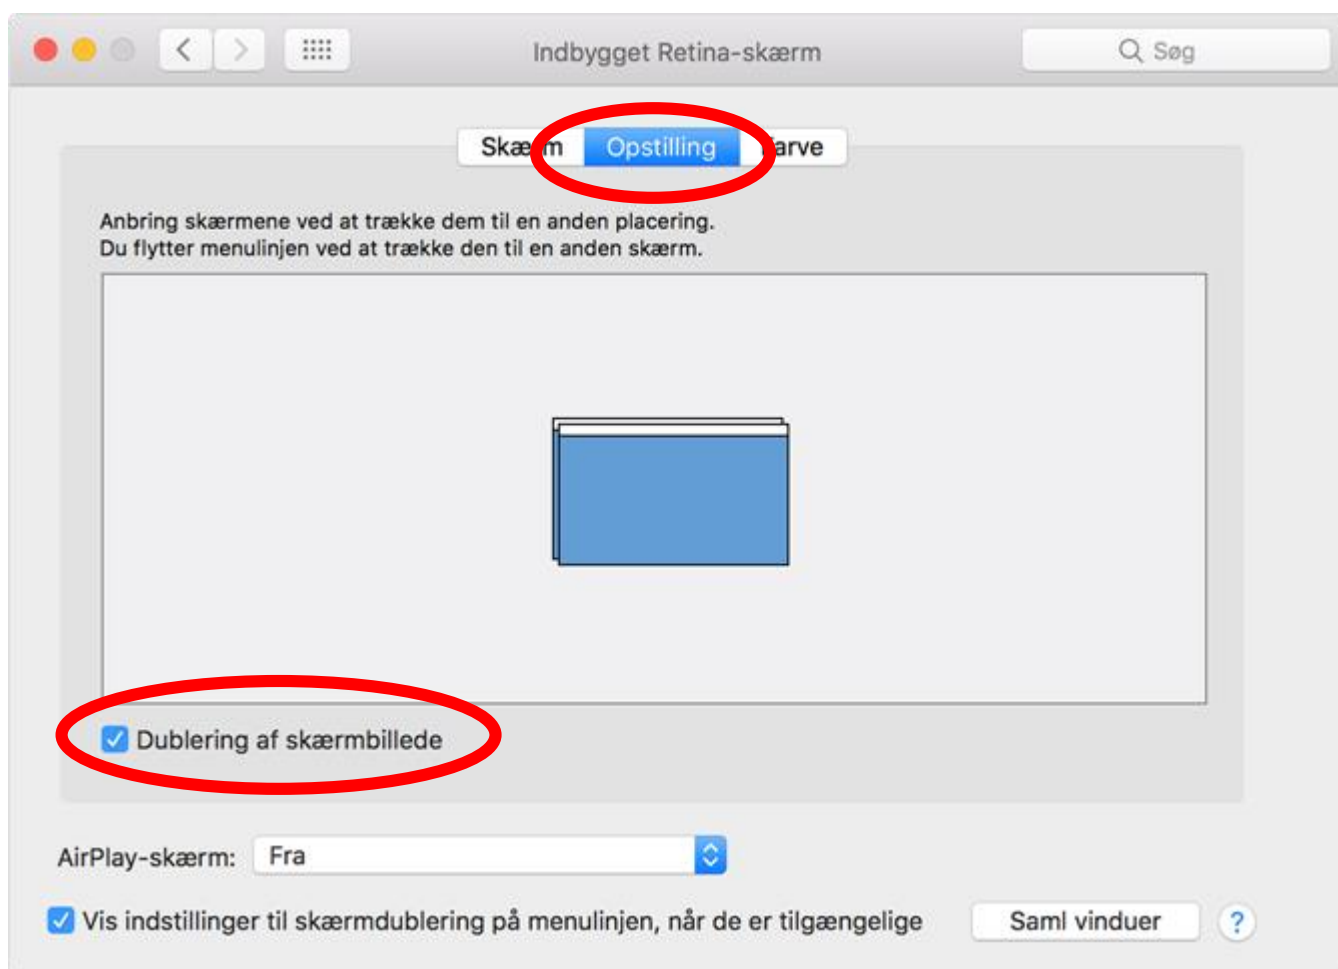 Indbygget Retina-skærm
Søg
Skærm Opstilling Farve
Anbring skærmene ved at trække dem til en anden placering.
Du flytter menulinjen ved at trække den til en anden skærm.
Dublering af skærmbillede
AirPlay-skærm: Fra
Vis indstillinger til skærmdublering på menulinjen, når de er tilgængelige
Saml vinduer ?